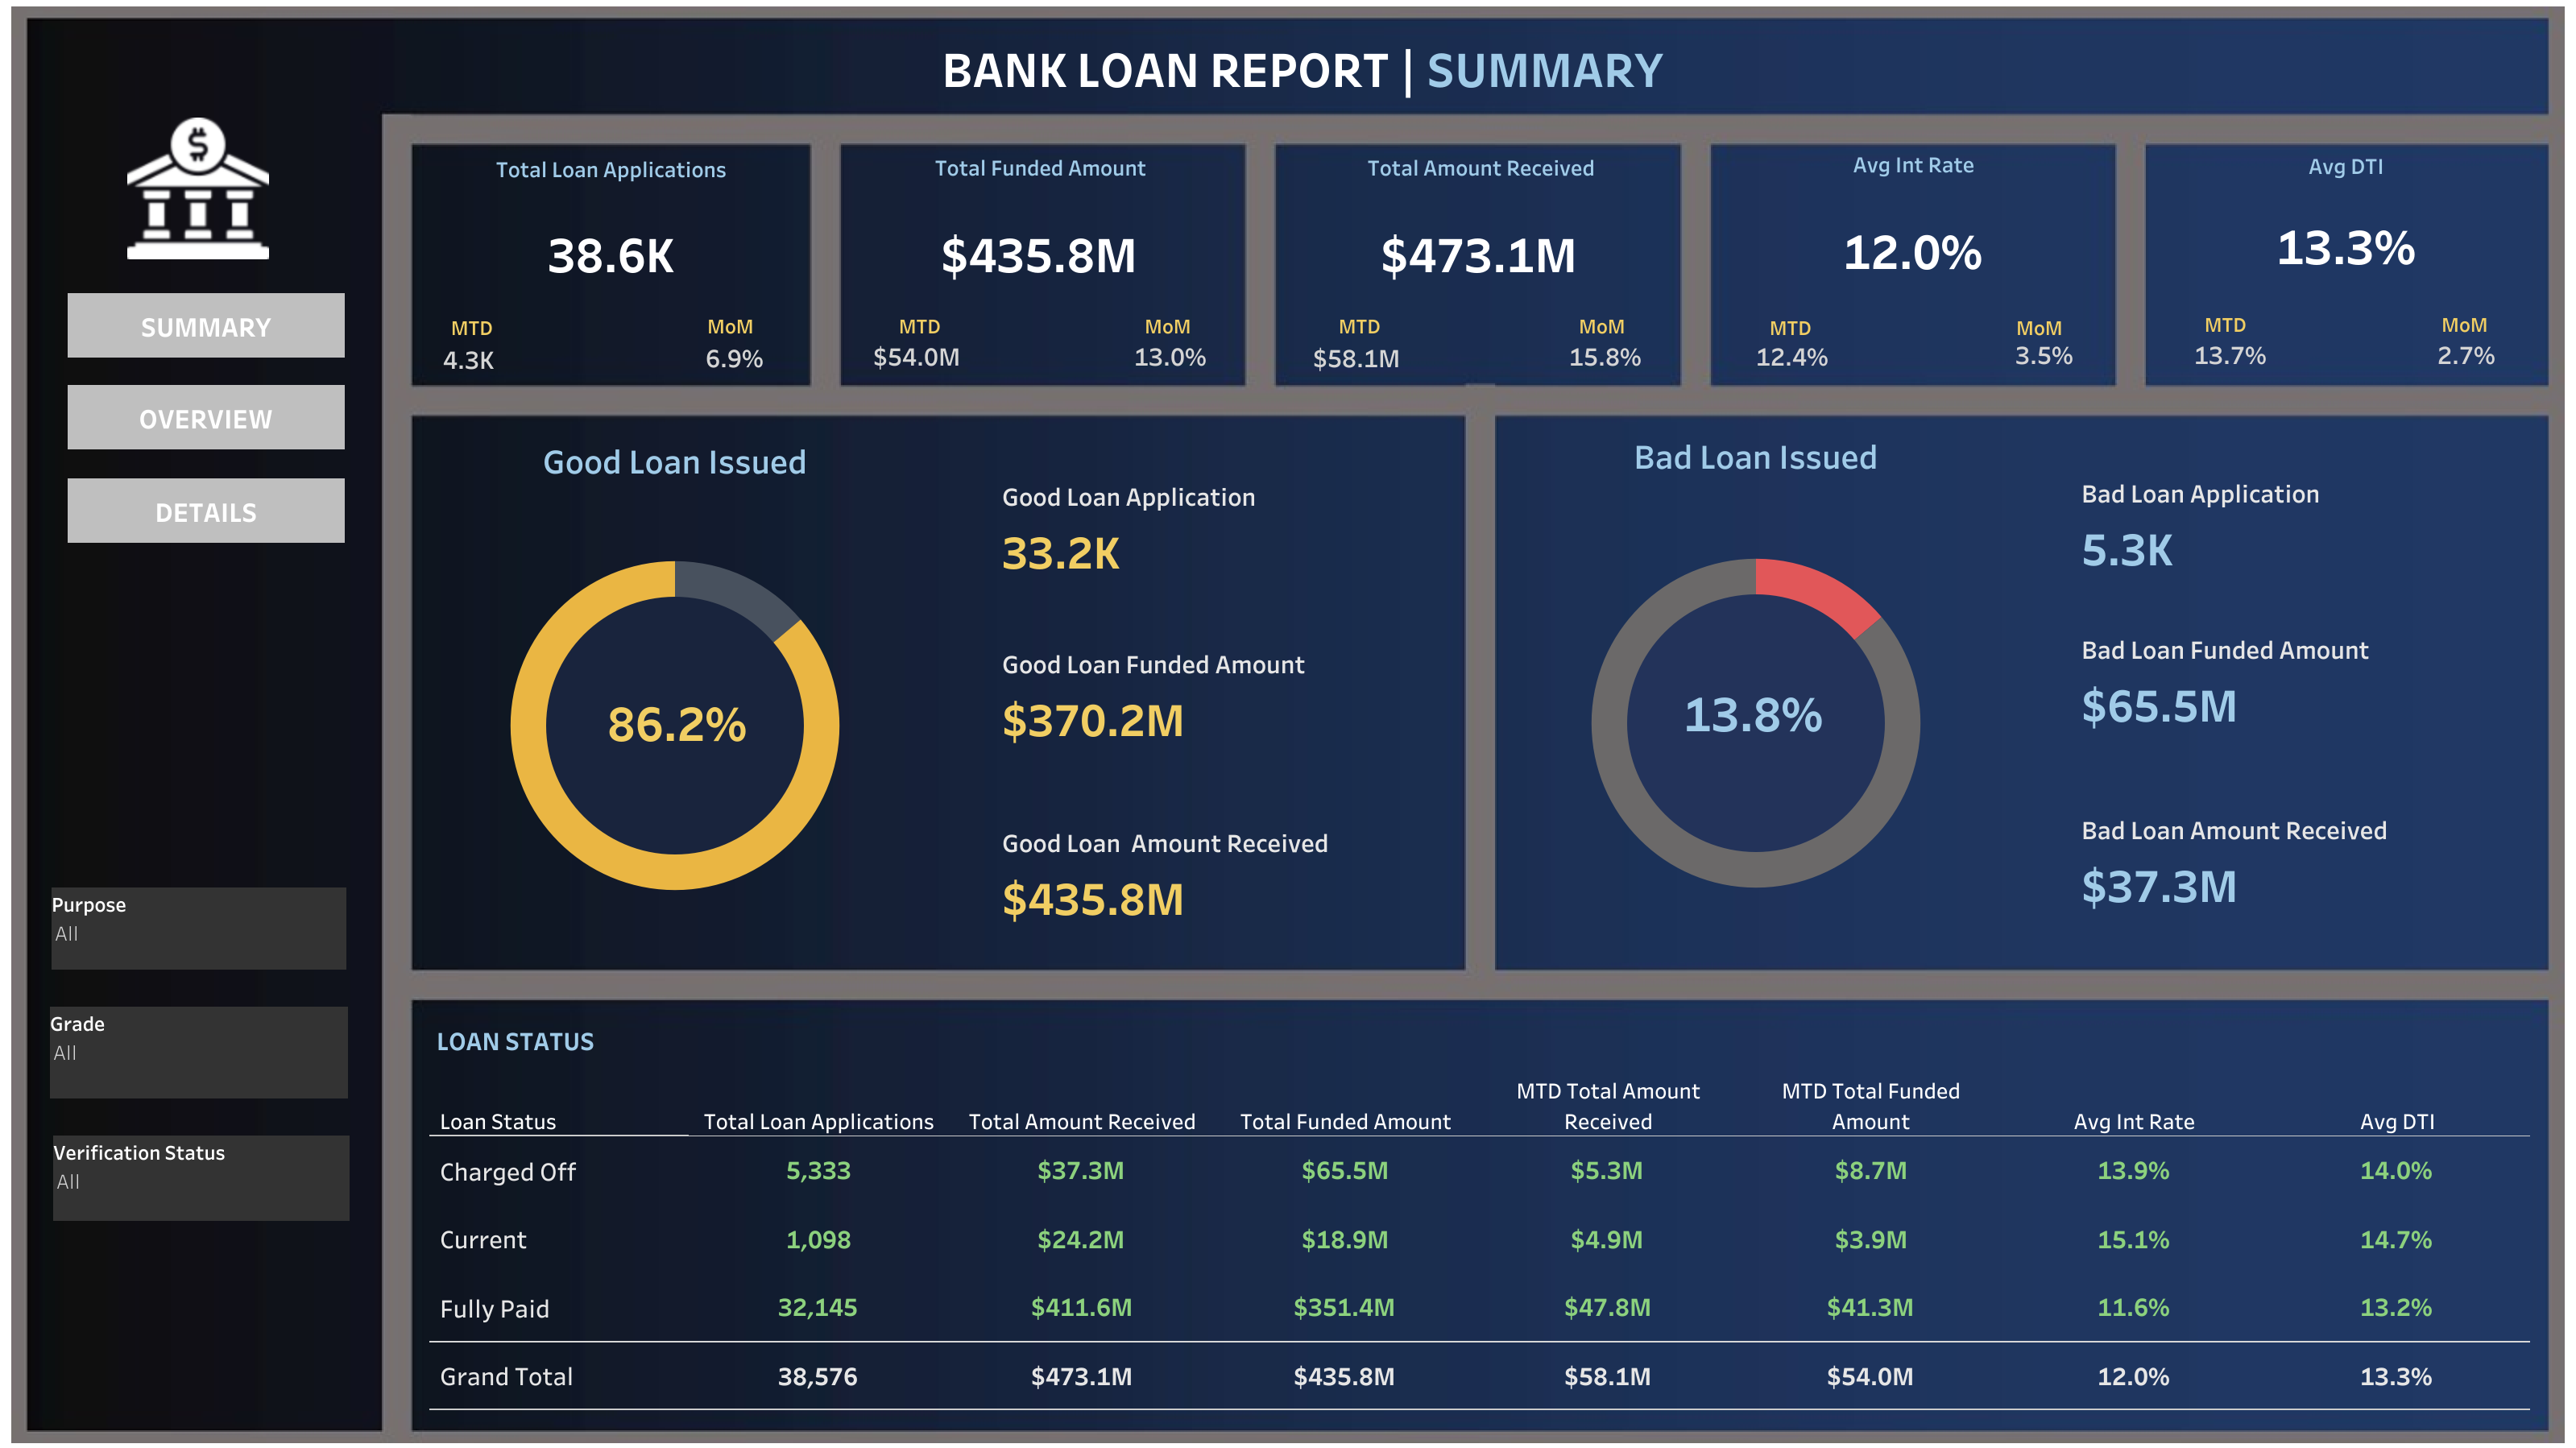 BANK LOAN REPORT | SUMMARY
$
SUMMARY
OVERVIEW
DETAILS
Purpose
All
Grade
All
Verification Status
All
Total Loan Applications
38.6K
MTD MoM
4.3K 6.9%
Total Funded Amount
$435.8M
MTD MoM
$54.0M 13.0%
Total Amount Received
$473.1M
MTD MoM
$58.1M 15.8%
Avg Int Rate
12.0%
MTD MoM
12.4% 3.5%
Avg DTI
13.3%
MTD MoM
13.7% 2.7%
Good Loan Issued
86.2%
Good Loan Application
33.2K
Good Loan Funded Amount
$370.2M
Good Loan  Amount Received
$435.8M
Bad Loan Issued
13.8%
Bad Loan Application
5.3K
Bad Loan Funded Amount
$65.5M
Bad Loan Amount Received
$37.3M
LOAN STATUS
Loan Status Total Loan Applications Total Amount Received Total Funded Amount MTD Total Amount Received MTD Total Funded Amount Avg Int Rate Avg DTI
Charged Off 5,333 $37.3M $65.5M $5.3M $8.7M 13.9% 14.0%
Current 1,098 $24.2M $18.9M $4.9M $3.9M 15.1% 14.7%
Fully Paid 32,145 $411.6M $351.4M $47.8M $41.3M 11.6% 13.2%
Grand Total 38,576 $473.1M $435.8M $58.1M $54.0M 12.0% 13.3%